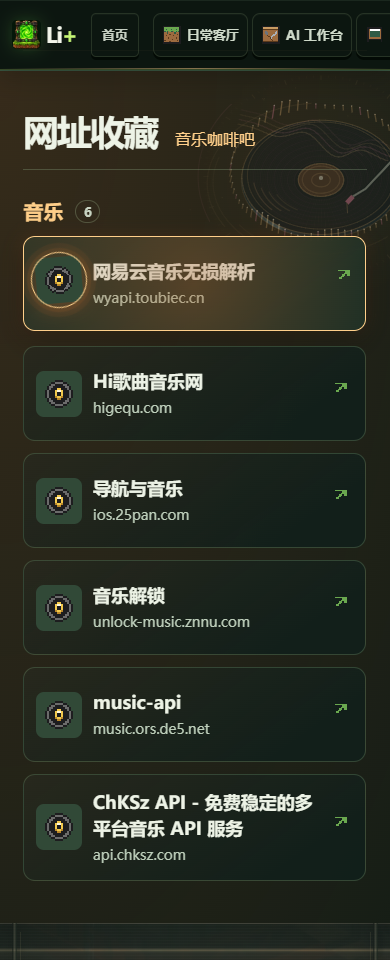 Li+
首页
日常客厅
AI 工作台
网址收藏
音乐咖啡吧
音乐
6
网易云音乐无损解析
wyapi.toubiec.cn
Hi歌曲音乐网
higequ.com
导航与音乐
ios.25pan.com
音乐解锁
unlock-music.znnu.com
music-api
music.ors.de5.net
ChKSz API - 免费稳定的多
平台音乐 API 服务
api.chksz.com